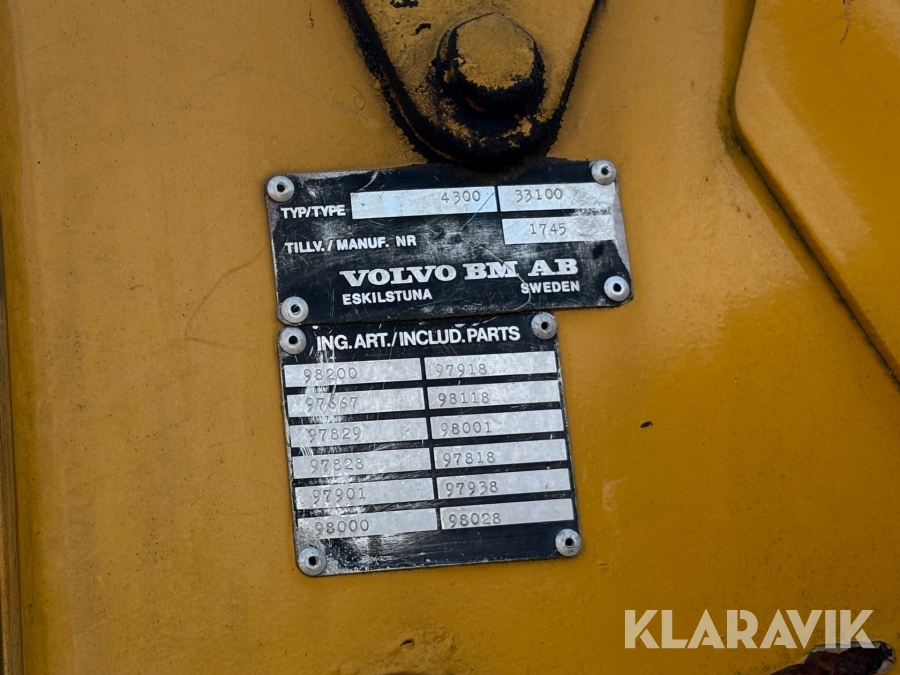 TYP/TYPE 4300 33100
TILLV./MANUF. NR 1745
VOLVO BM AB
ESKILSTUNA SWEDEN
ING.ART./INCLUD.PARTS
98200 97918
97667 98118
97829 98001
97828 97818
97901 97938
98000 98028
KLARAVIK